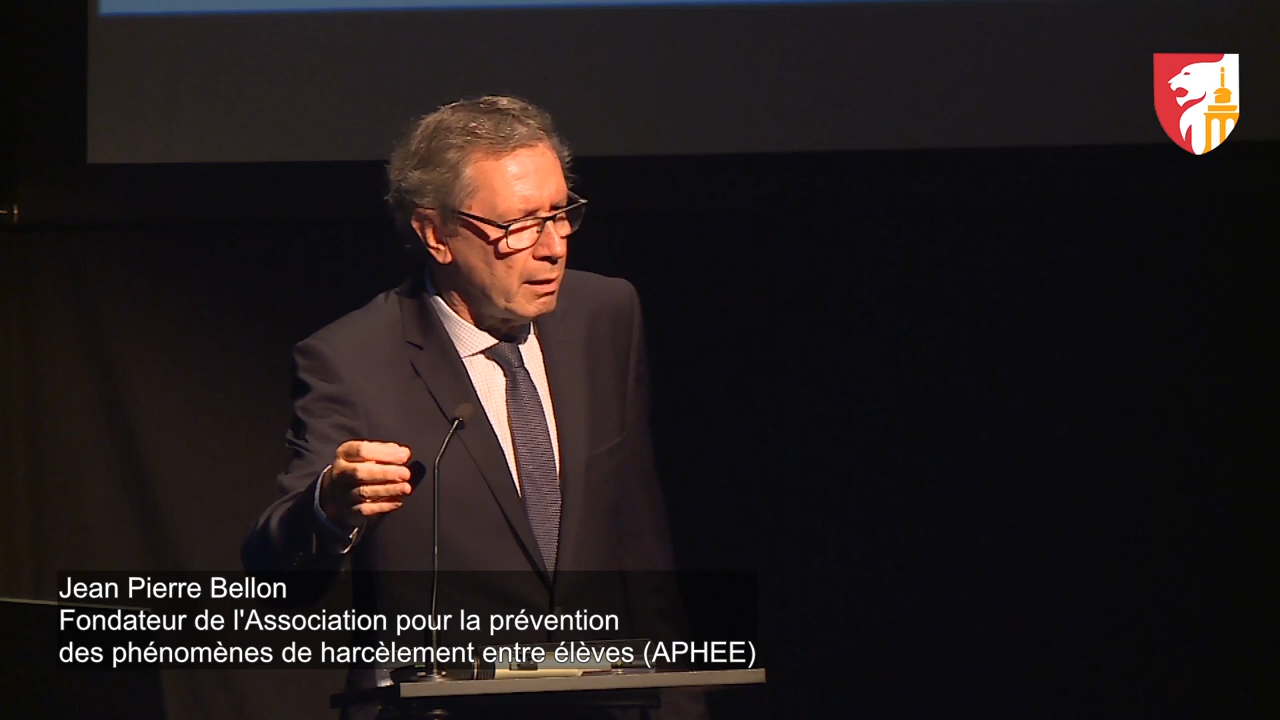 Jean Pierre Bellon
Fondateur de l'Association pour la prévention
des phénomènes de harcèlement entre élèves (APHEE)